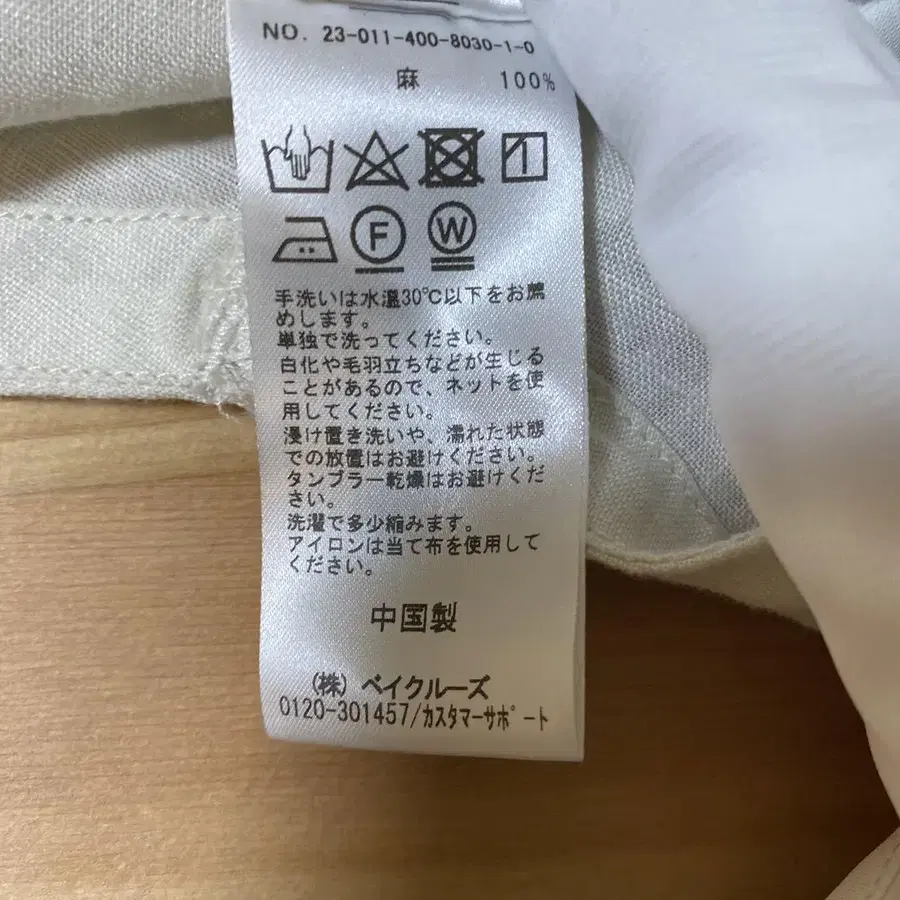 NO. 23-011-400-8030-1-0
麻 100%
F W
手洗いは水温30℃以下をお薦
めします。
単独で洗ってください。
白化や毛羽立ちなどが生じる
ことがあるので、ネットを使
用してください。
浸け置き洗いや、濡れた状態
での放置はお避けください。
タンブラー乾燥はお避けくだ
さい。
洗濯で多少縮みます。
アイロンは当て布を使用して
ください。
中国製
(株) ベイクルーズ
0120-301457/カスタマーサポート